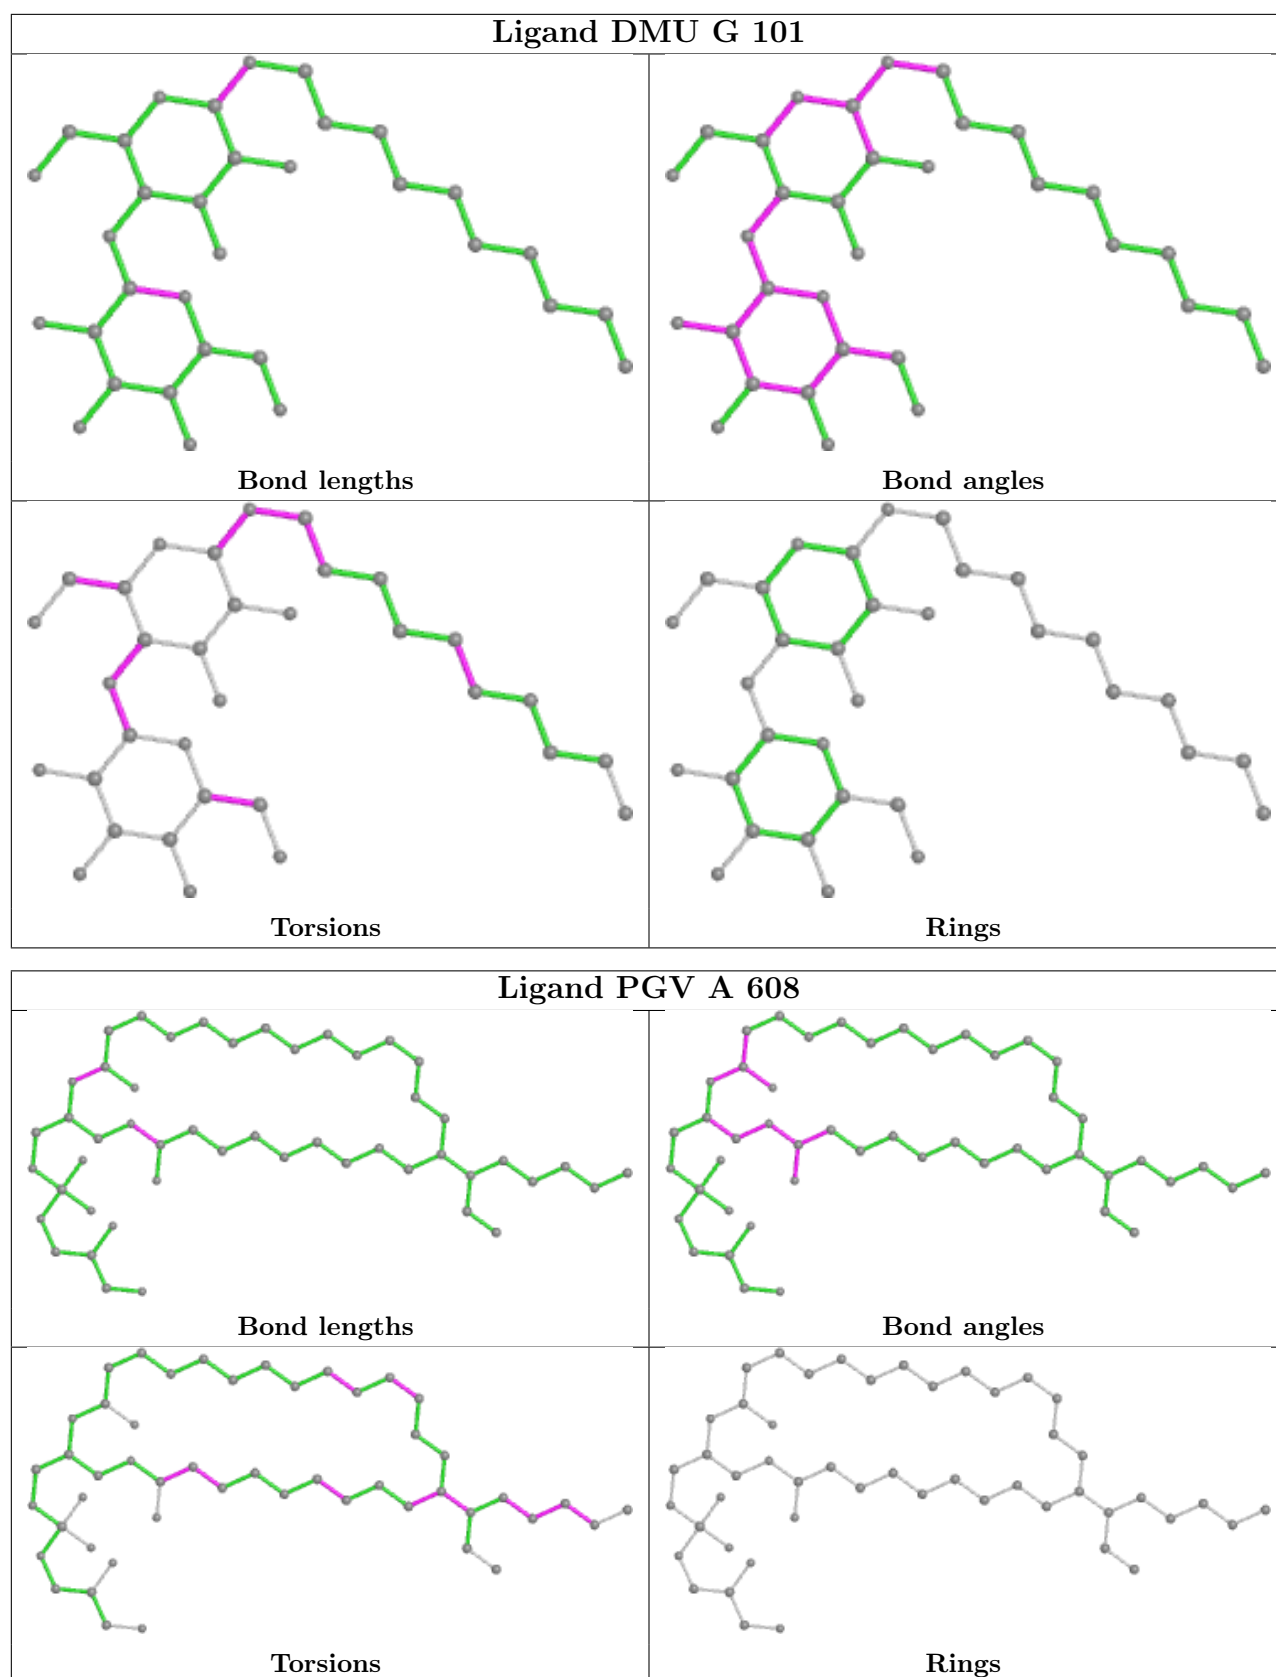 Ligand DMU G 101
Bond lengths
Bond angles
Torsions
Rings
Ligand PGV A 608
Bond lengths
Bond angles
Torsions
Rings